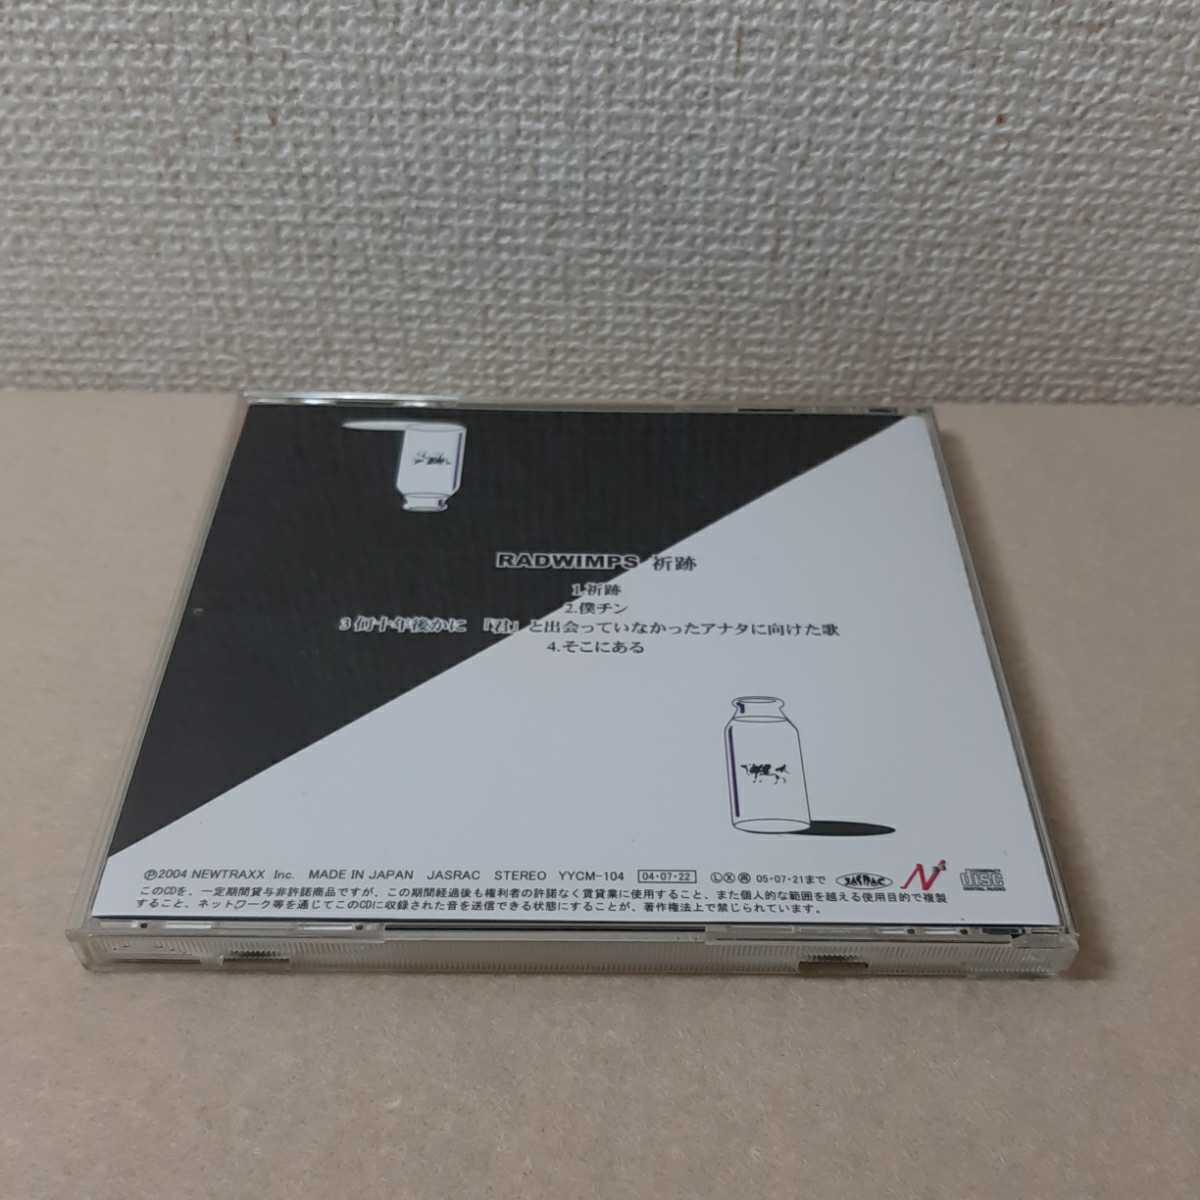 RADWIMPS 祈跡
1.祈跡
2.僕チン
3 何十年後かに 『君』と出会っていなかったアナタに向けた歌
4.そこにある
Ⓟ2004 NEWTRAXX Inc. MADE IN JAPAN JASRAC STEREO YYCM-104 04・07・22 Ⓛ Ⓧ 05・07・21まで JASRAC N disc
このCDを、一定期間貸与非許諾商品ですが、この期間経過後も権利者の許諾なく賃貸業に使用すること、また個人的な範囲を越える使用目的で複製
すること、ネットワーク等を通じてこのCDに収録された音を送信できる状態にすることが、著作権法上で禁じられています。